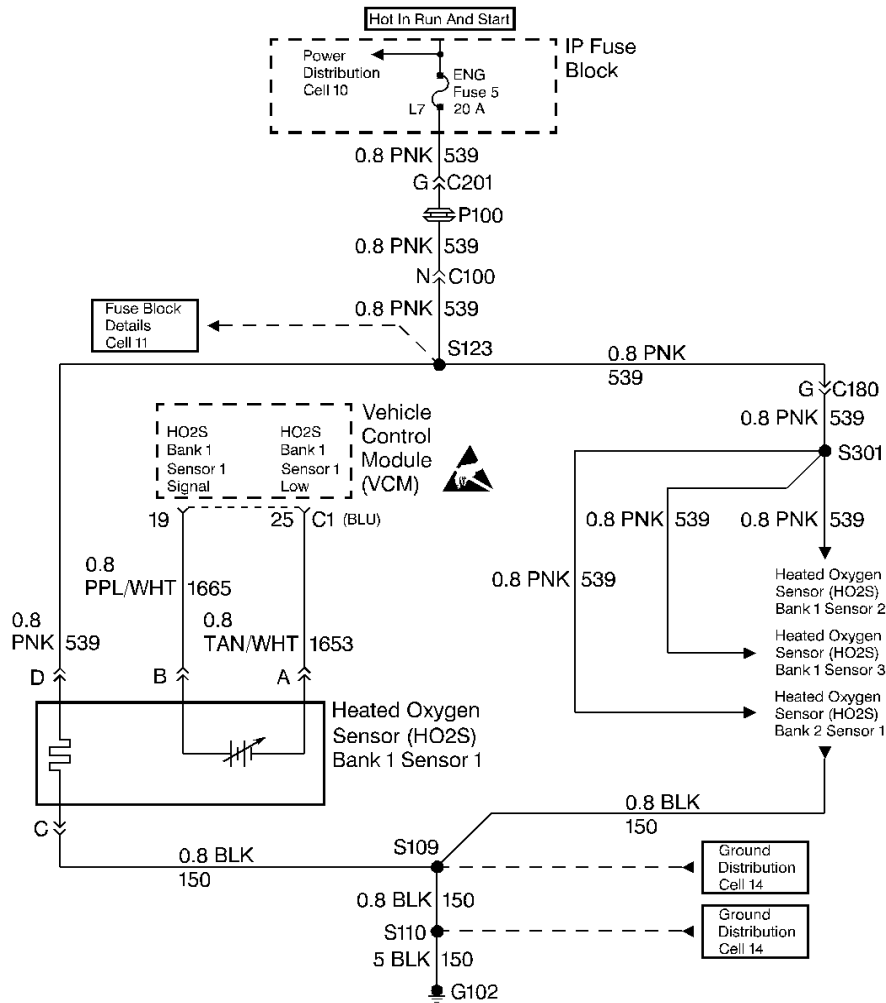 Hot In Run And Start
IP Fuse
Block
Power
Distribution
Cell 10
ENG
Fuse 5
20 A
L7
0.8 PNK 539
G C201
P100
0.8 PNK 539
N C100
0.8 PNK 539
Fuse Block
Details
Cell 11
S123
0.8 PNK
539
G C180
0.8 PNK 539
S301
Vehicle
Control
Module
(VCM)
HO2S
Bank 1
Sensor 1
Signal
HO2S
Bank 1
Sensor 1
Low
19
25 C1 (BLU)
0.8 PNK 539
0.8 PNK 539
0.8 PNK 539
0.8
PPL/WHT 1665
0.8
TAN/WHT 1653
0.8
PNK 539
Heated Oxygen
Sensor (HO2S)
Bank 1 Sensor 2
Heated Oxygen
Sensor (HO2S)
Bank 1 Sensor 3
Heated Oxygen
Sensor (HO2S)
Bank 2 Sensor 1
D
B
A
Heated Oxygen
Sensor (HO2S)
Bank 1 Sensor 1
C
0.8 BLK
150
0.8 BLK
150
S109
Ground
Distribution
Cell 14
0.8 BLK 150
S110
Ground
Distribution
Cell 14
5 BLK 150
G102